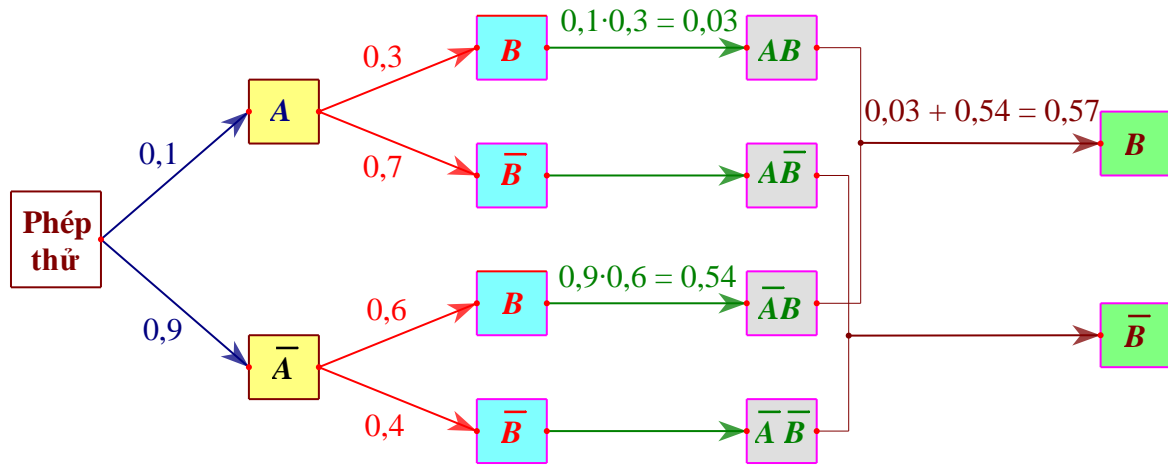 Phép
thử
0,1
0,9
A
A̅
0,3
0,7
0,6
0,4
B
B̅
B
B̅
0,1·0,3 = 0,03
0,9·0,6 = 0,54
AB
AB̅
A̅B
A̅ B̅
0,03 + 0,54 = 0,57
B
B̅